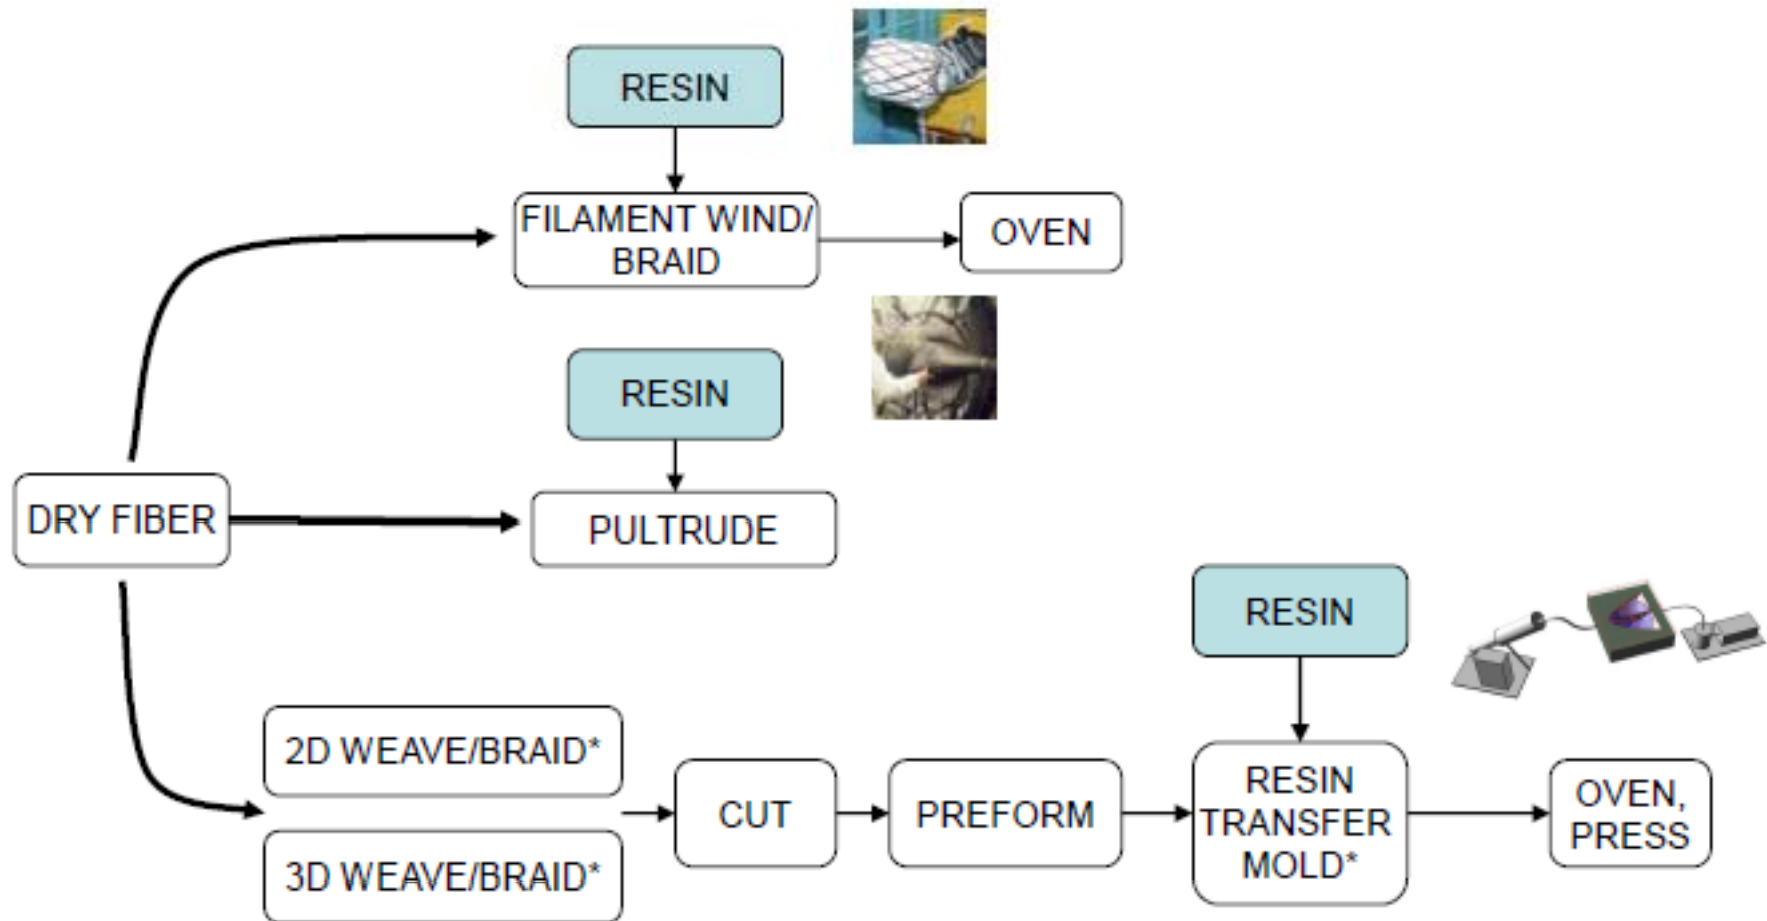 RESIN
FILAMENT WIND/
BRAID
OVEN
RESIN
DRY FIBER
PULTRUDE
RESIN
2D WEAVE/BRAID*
3D WEAVE/BRAID*
CUT
PREFORM
RESIN
TRANSFER
MOLD*
OVEN,
PRESS